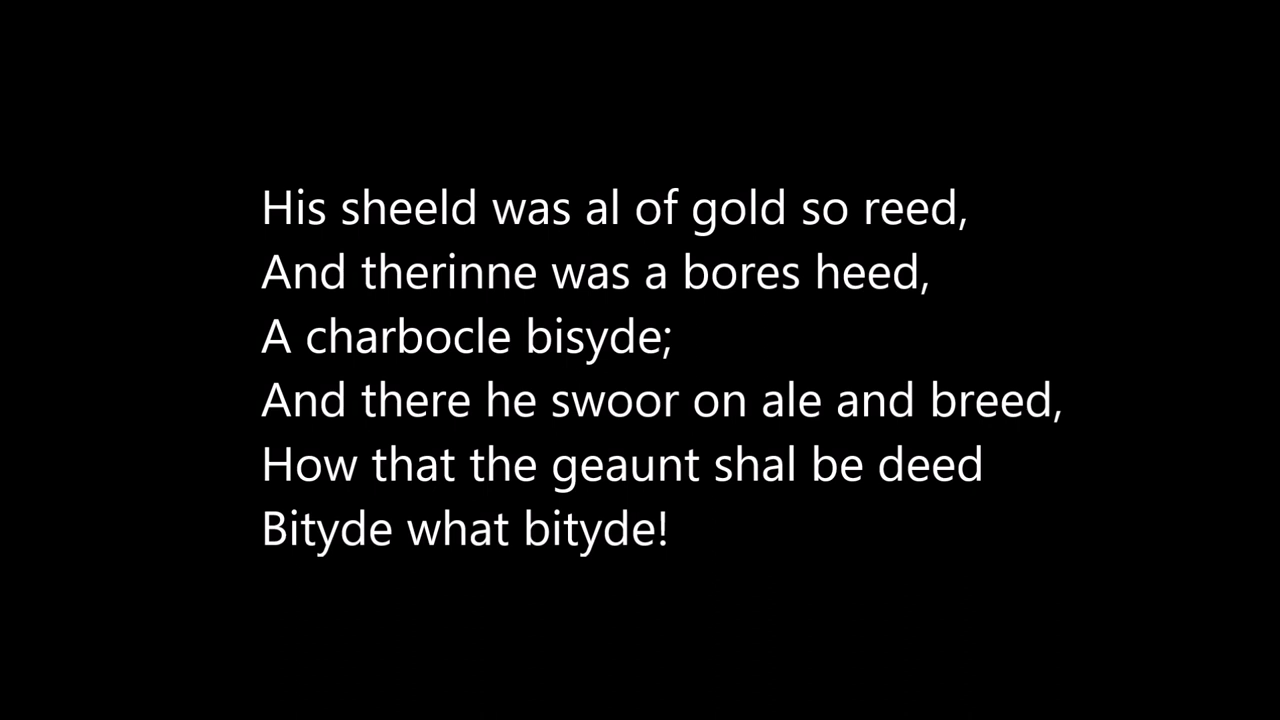 His sheeld was al of gold so reed,
And therinne was a bores heed,
A charbocle bisyde;
And there he swoor on ale and breed,
How that the geaunt shal be deed
Bityde what bityde!